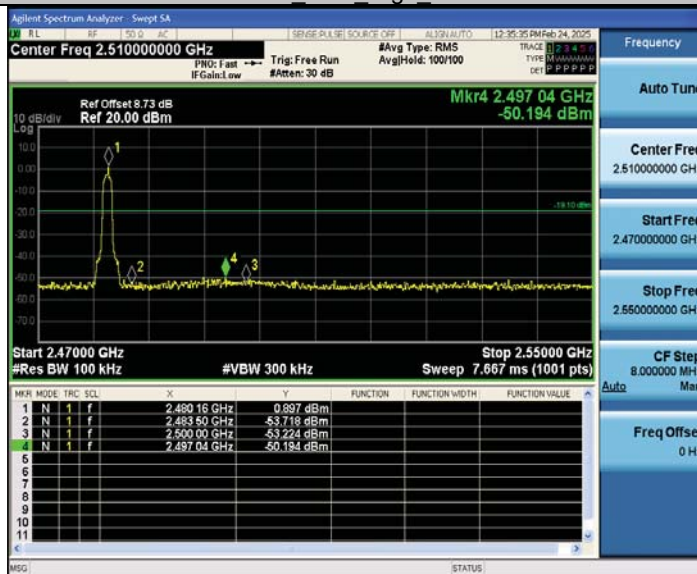 Agilent Spectrum Analyzer - Swept SA
RL RF 50 Ω AC SENSE:PULSE SOURCE OFF ALIGN AUTO 12:35:35 PM Feb 24, 2025
Center Freq 2.510000000 GHz
PNO: Fast
IFGain:Low
Trig: Free Run
#Atten: 30 dB
#Avg Type: RMS
Avg|Hold: 100/100
TRACE 1 2 3 4 5 6
TYPE M
DET P P P P P P
Mkr4 2.497 04 GHz
-50.194 dBm
Ref Offset 8.73 dB
10 dB/div Ref 20.00 dBm
Log
10.0
0.00
-10.0
-20.0
-30.0
-40.0
-50.0
-60.0
-70.0
1
2
4
3
-19.10 dBm
Start 2.47000 GHz Stop 2.55000 GHz
#Res BW 100 kHz #VBW 300 kHz Sweep 7.667 ms (1001 pts)
MKR MODE TRC SCL X Y FUNCTION FUNCTION WIDTH FUNCTION VALUE
1 N 1 f 2.480 16 GHz 0.897 dBm
2 N 1 f 2.483 50 GHz -53.718 dBm
3 N 1 f 2.500 00 GHz -53.224 dBm
4 N 1 f 2.497 04 GHz -50.194 dBm
5
6
7
8
9
10
11
MSG STATUS
Frequency
Auto Tun
Center Fre
2.510000000 GH
Start Fre
2.470000000 GH
Stop Fre
2.550000000 GH
CF Step
8.000000 MH
Auto Ma
Freq Offse
0 H